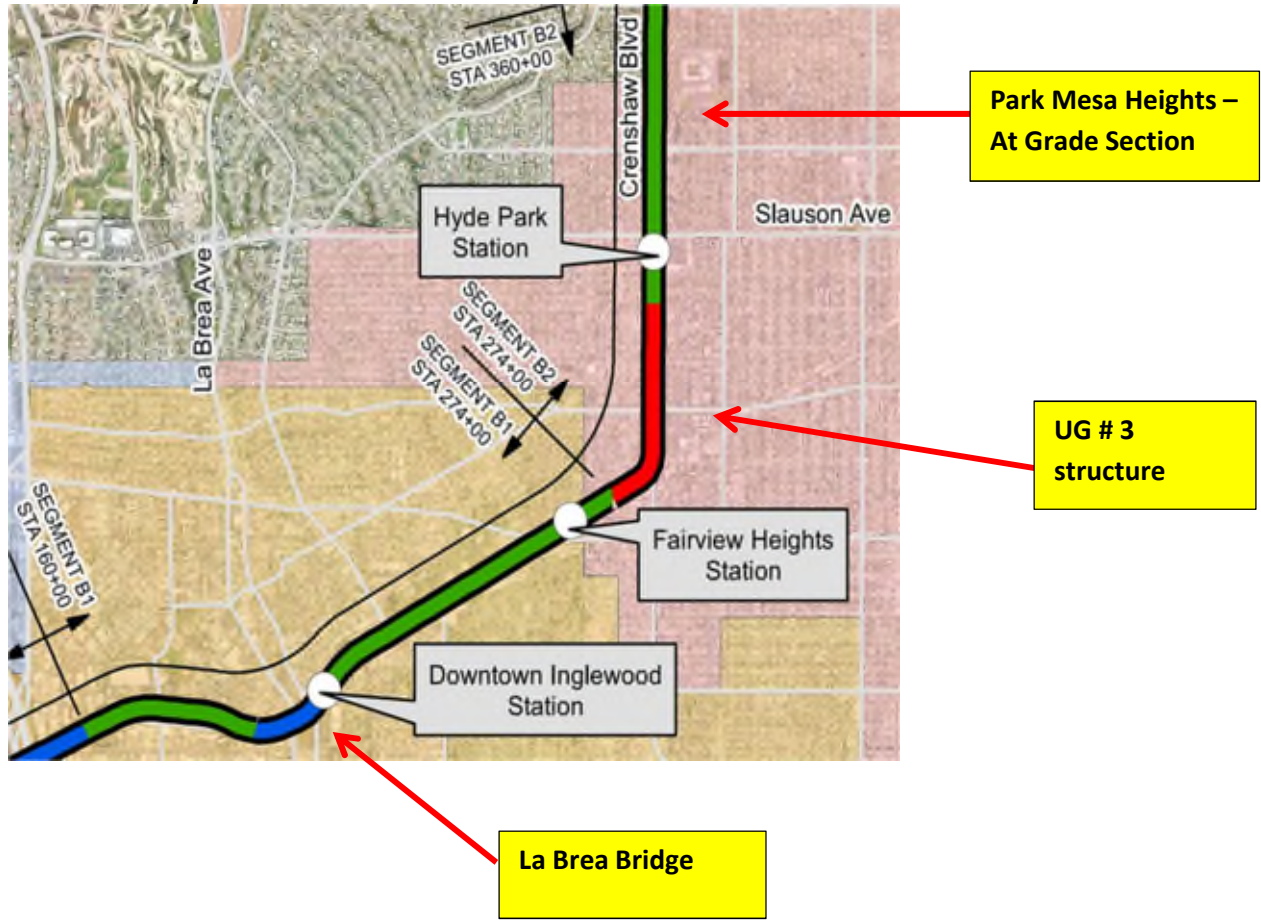 SEGMENT B2
STA 360+00
Crenshaw Blvd
Park Mesa Heights –
At Grade Section
Hyde Park
Station
Slauson Ave
La Brea Ave
SEGMENT B2
STA 274+00
SEGMENT B1
STA 274+00
UG # 3
structure
SEGMENT B1
STA 160+00
Fairview Heights
Station
Downtown Inglewood
Station
La Brea Bridge